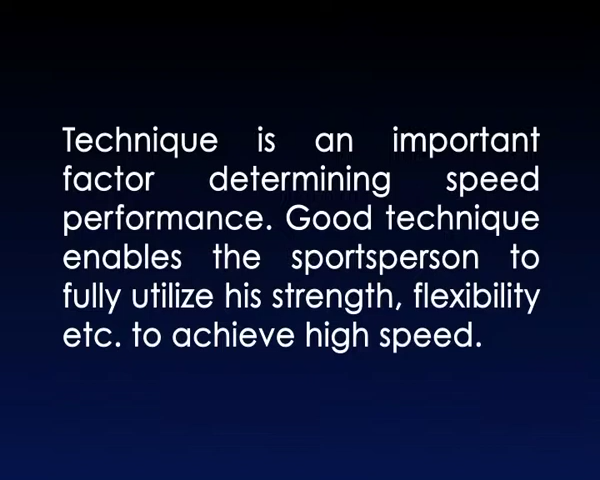 Technique is an important
factor determining speed
performance. Good technique
enables the sportsperson to
fully utilize his strength, flexibility
etc. to achieve high speed.